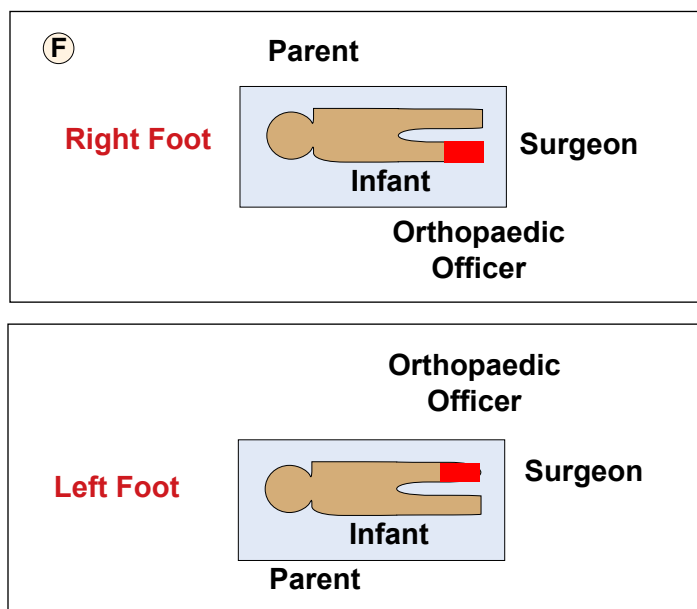 F
Parent
Right Foot
Surgeon
Infant
Orthopaedic
Officer
Orthopaedic
Officer
Left Foot
Surgeon
Infant
Parent